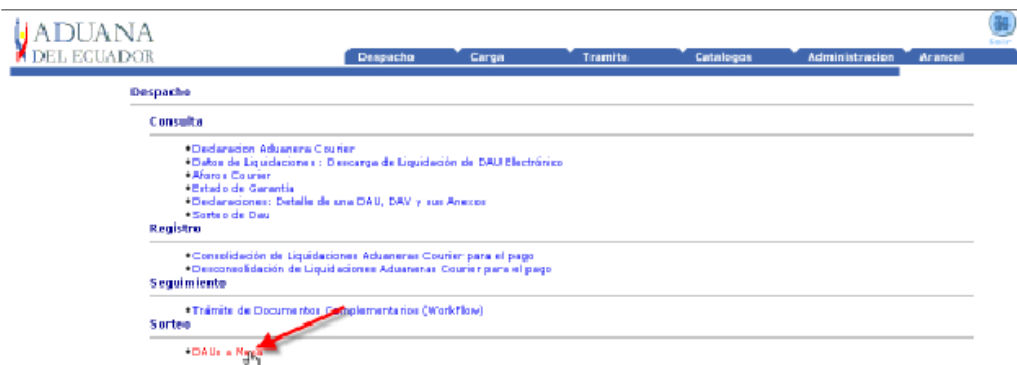 ADUANA
DEL ECUADOR
Salir
Despacho Carga Tramite Catalogos Administracion Arancel
Despacho
Consulta
Declaracion Aduanera Courier
Datos de Liquidaciones : Descarga de Liquidación de DAU Electrónico
Aforos Courier
Estado de Garantía
Declaraciones: Detalle de una DAU, DAV y sus Anexos
Sorteo de Dau
Registro
Consolidación de Liquidaciones Aduaneras Courier para el pago
Desconsolidación de Liquidaciones Aduaneras Courier para el pago
Seguimiento
Trámite de Documentos Complementarios (WorkFlow)
Sorteo
DAUs a Mesa